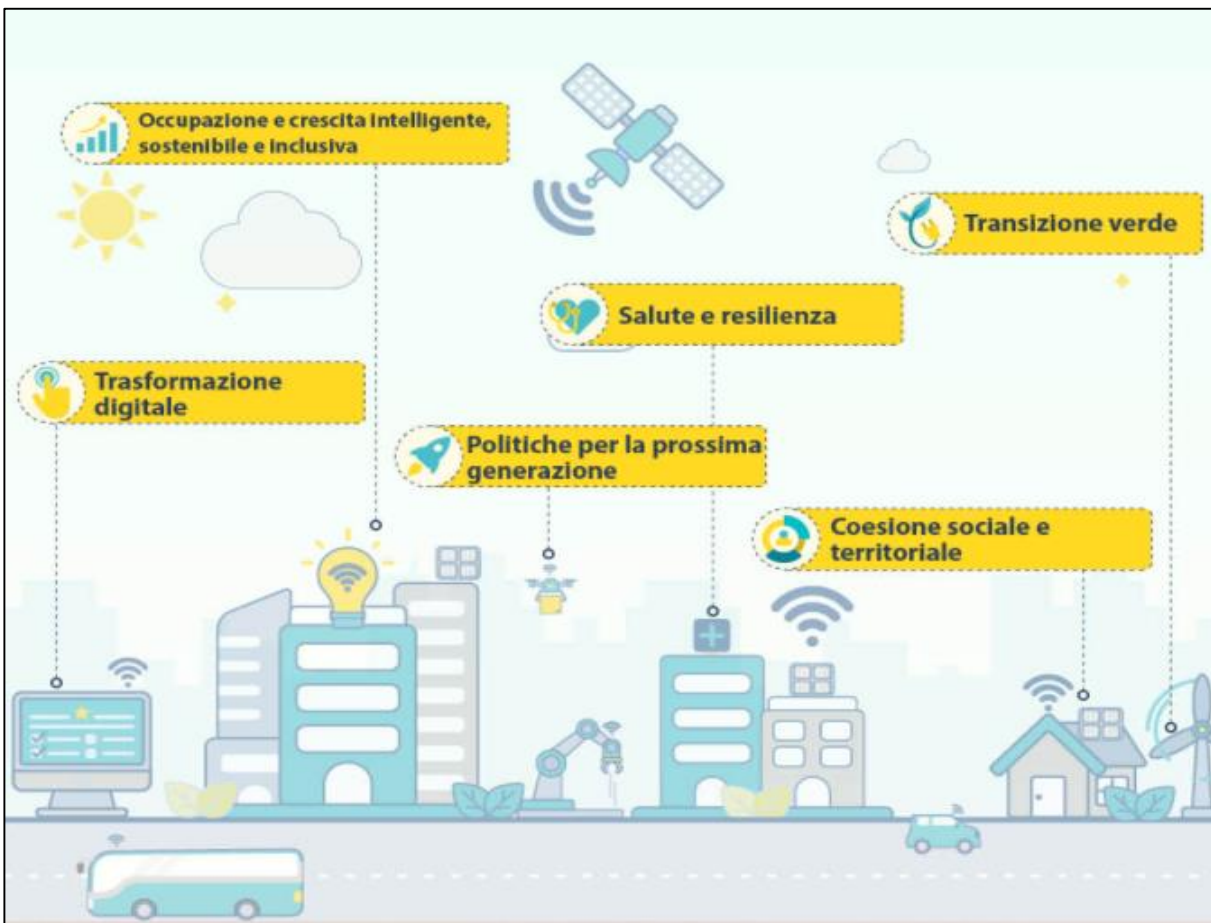 Occupazione e crescita intelligente,
sostenibile e inclusiva
Transizione verde
Salute e resilienza
Trasformazione
digitale
Politiche per la prossima
generazione
Coesione sociale e
territoriale